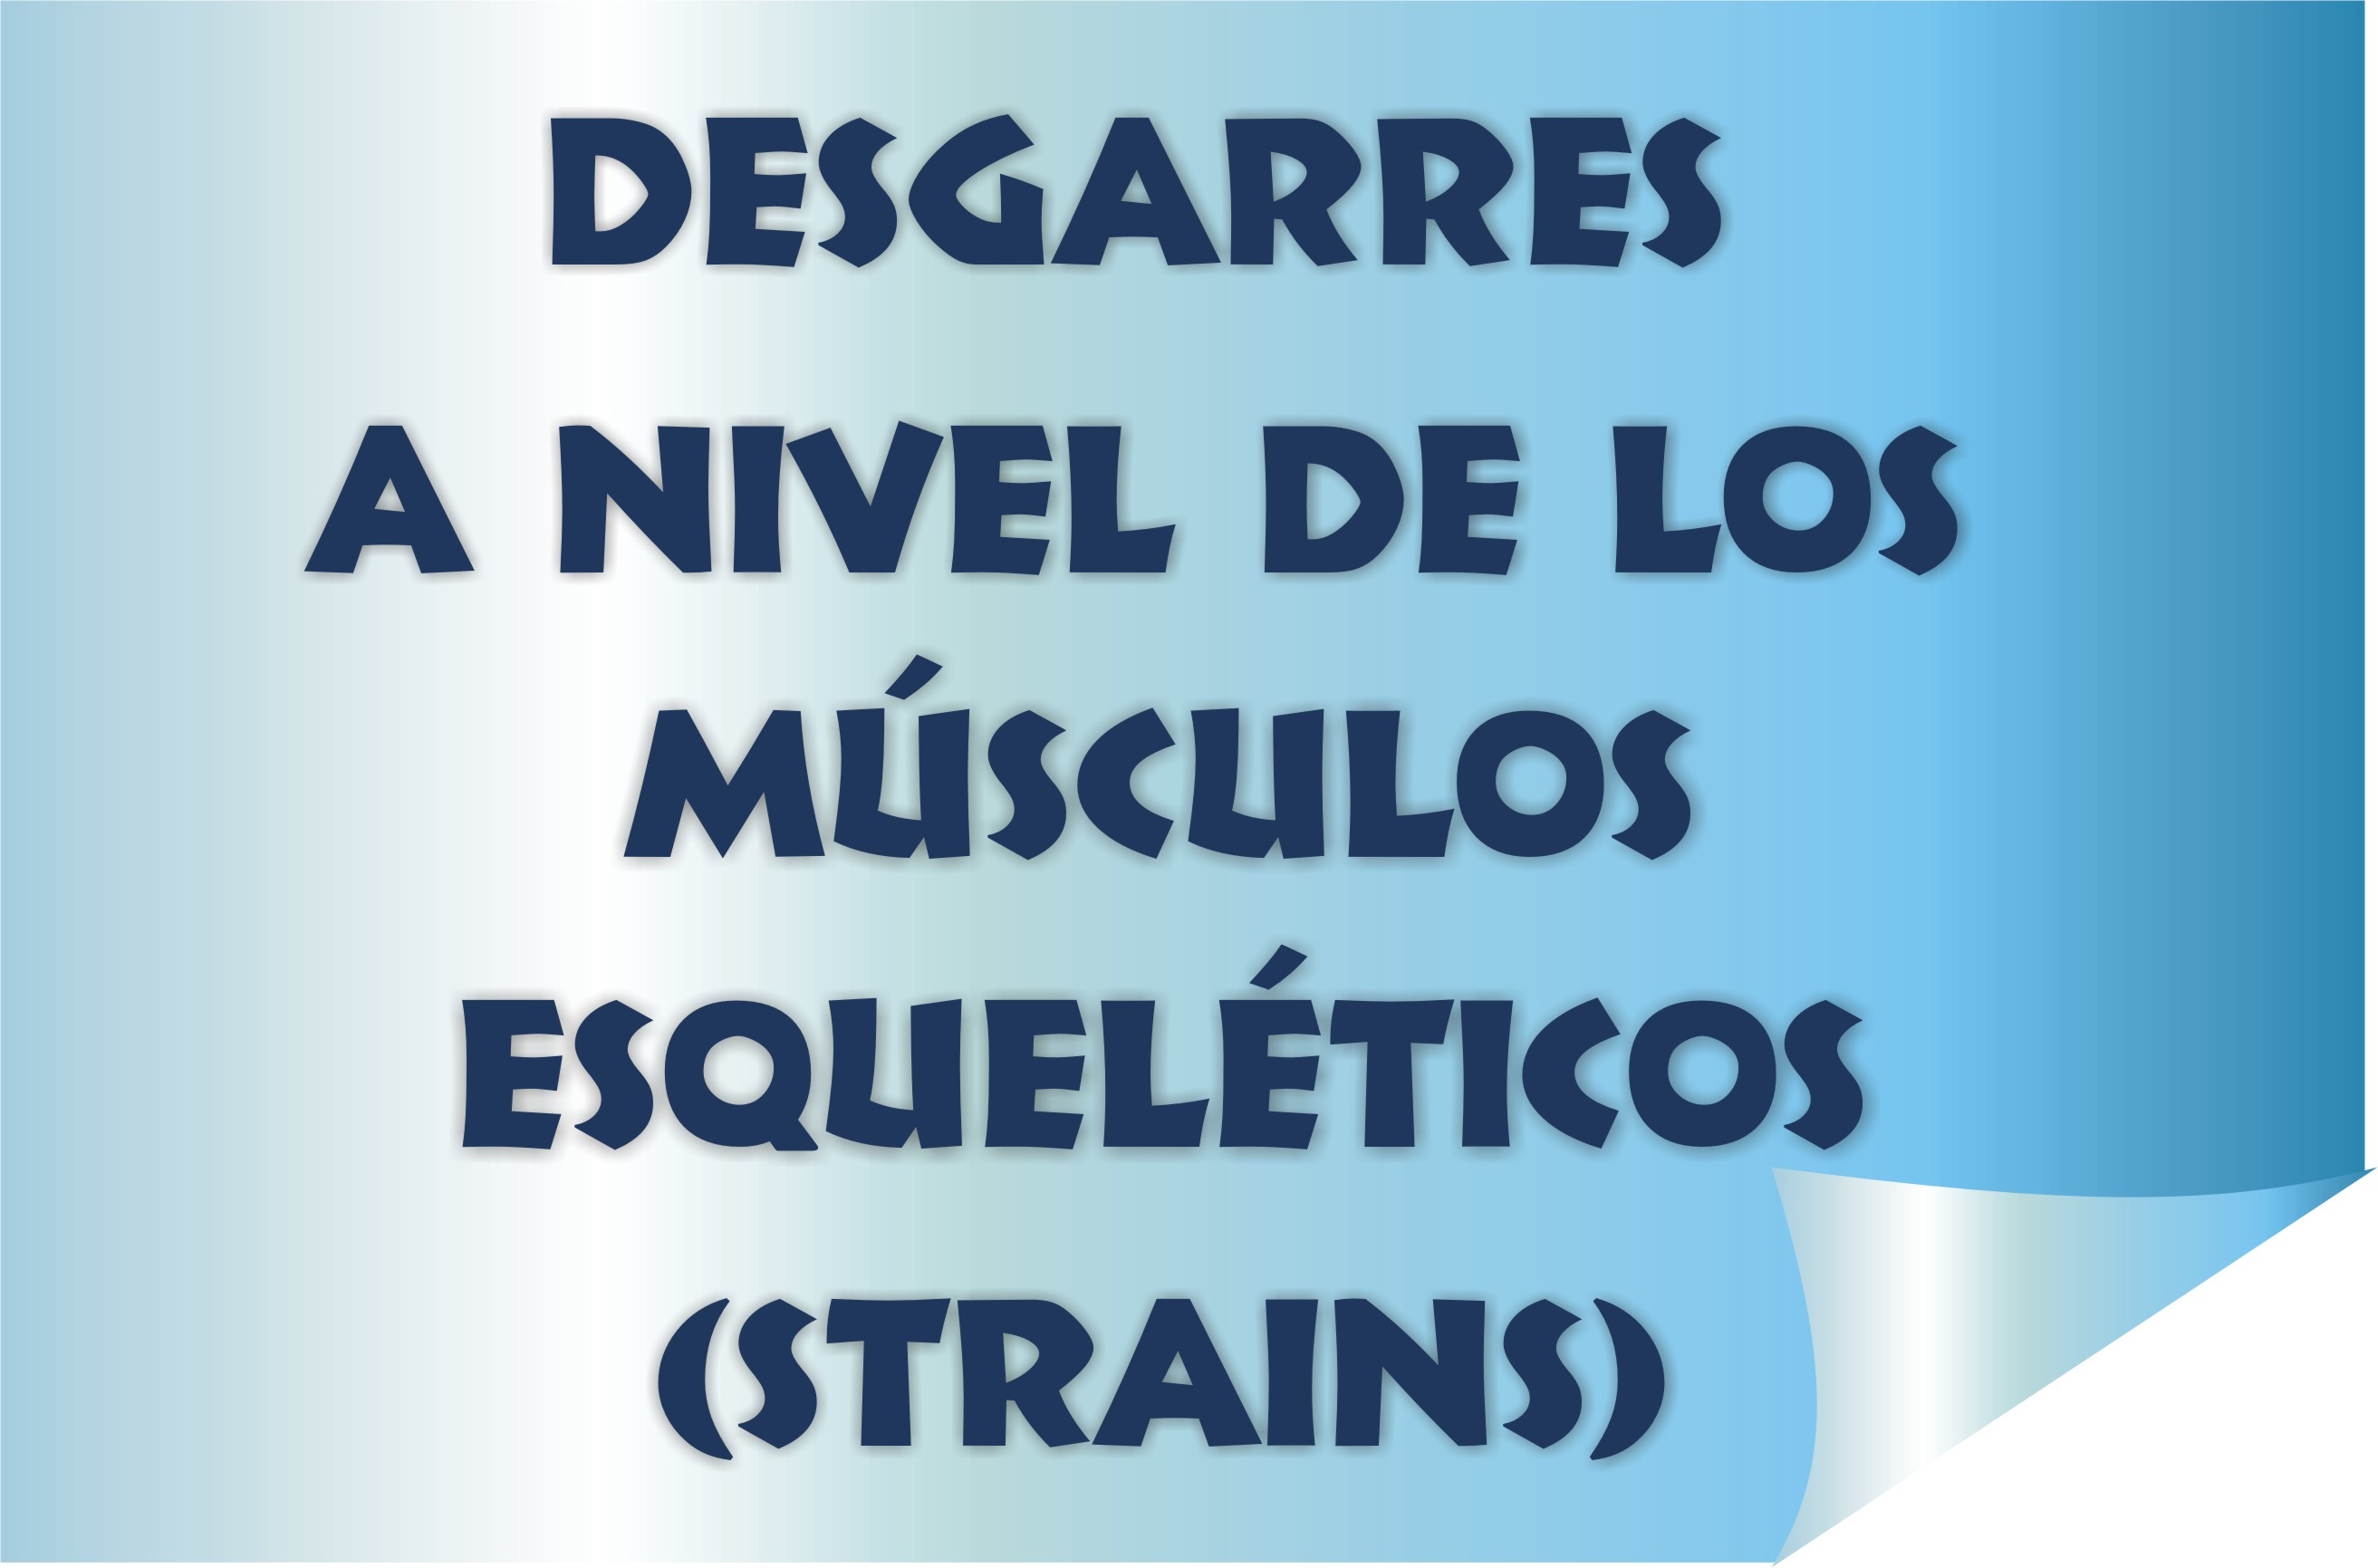 DESGARRES
A NIVEL DE LOS
MÚSCULOS
ESQUELÉTICOS
(STRAINS)